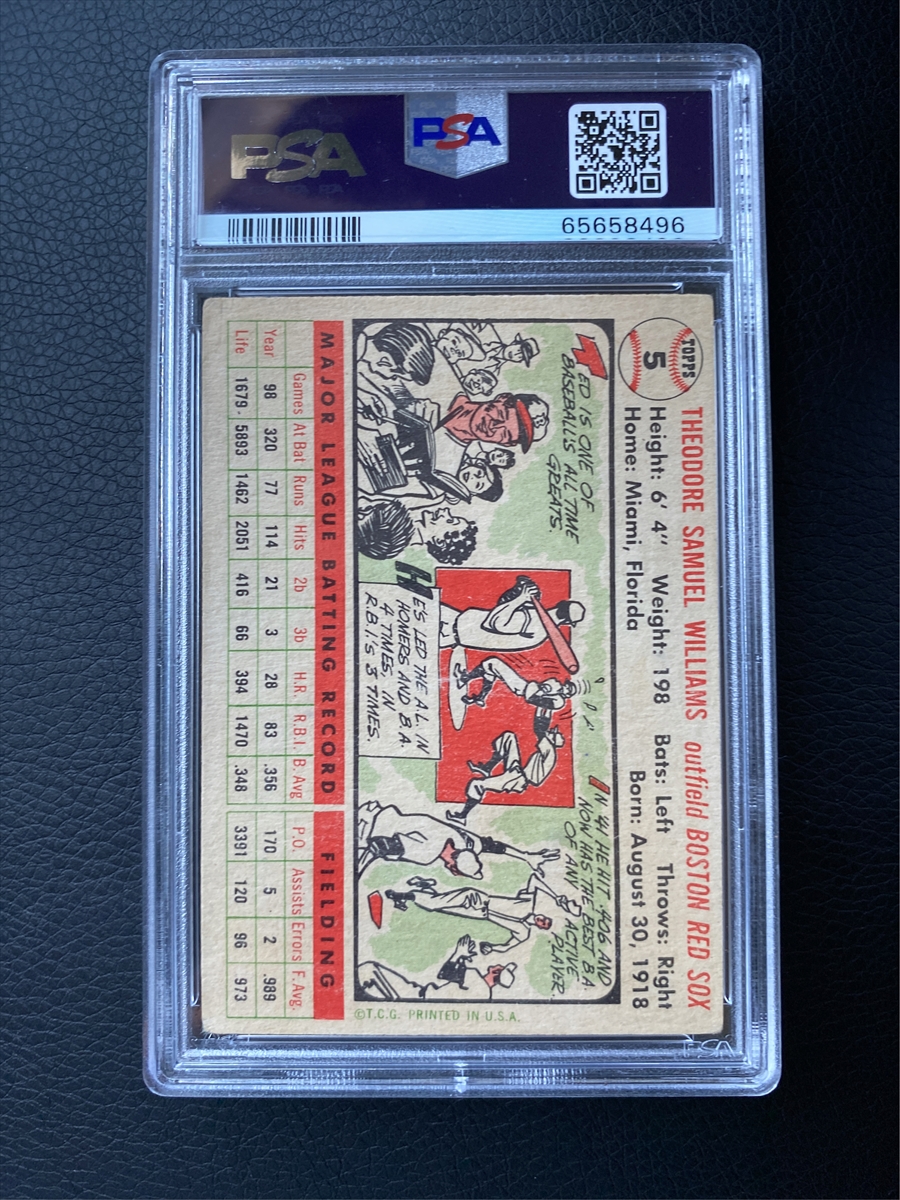 PSA
PSA
65658496
TOPPS
5
THEODORE SAMUEL WILLIAMS outfield BOSTON RED SOX
Height: 6' 4" Weight: 198 Bats: Left Throws: Right
Home: Miami, Florida Born: August 30, 1918
TED IS ONE OF
BASEBALL'S ALL TIME
GREATS.
HE'S LED THE A.L. IN
HOMERS AND B.A.
4 TIMES, IN
R.B.I.'S 3 TIMES.
IN '41 HE HIT .406 AND
NOW HAS THE BEST B.A.
OF ANY ACTIVE
PLAYER.
B
MAJOR LEAGUE BATTING RECORD FIELDING
Games At Bat Runs Hits 2b 3b H.R R.B.I. B. Avg P.O. Assists Errors F. Avg.
Year 98 320 77 114 21 3 28 83 .356 170 5 2 .989
Life 1679 5893 1462 2051 416 66 394 1470 .348 3391 120 96 .973
©T.C.G. PRINTED IN U.S.A.
PSA